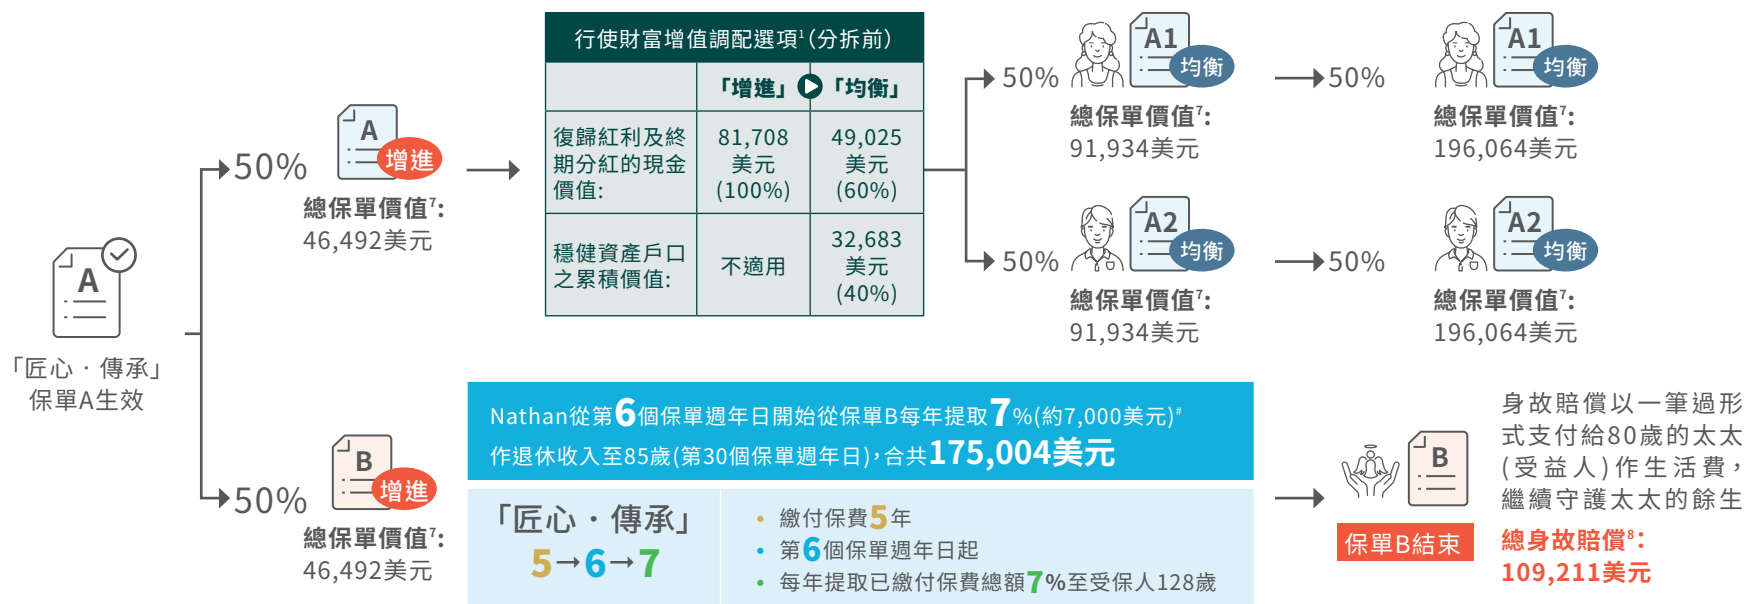 A
「匠心．傳承」
保單A生效
50%
A
增進
總保單價值7:
46,492美元
行使財富增值調配選項1(分拆前)
「增進」 「均衡」
復歸紅利及終
期分紅的現金
價值:
81,708
美元
(100%)
49,025
美元
(60%)
穩健資產戶口
之累積價值:
不適用
32,683
美元
(40%)
50%
A1
均衡
總保單價值7:
91,934美元
50%
A1
均衡
總保單價值7:
196,064美元
50%
A2
均衡
總保單價值7:
91,934美元
50%
A2
均衡
總保單價值7:
196,064美元
50%
B
增進
總保單價值7:
46,492美元
Nathan從第6個保單週年日開始從保單B每年提取7%(約7,000美元)#
作退休收入至85歲(第30個保單週年日)，合共175,004美元
「匠心．傳承」
5→6→7
• 繳付保費5年
• 第6個保單週年日起
• 每年提取已繳付保費總額7%至受保人128歲
B
保單B結束
身故賠償以一筆過形
式支付給80歲的太太
(受益人)作生活費，
繼續守護太太的餘生
總身故賠償8:
109,211美元